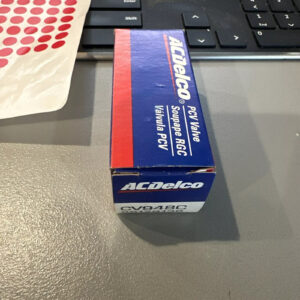 ACDelco®
PCV Valve
Soupape RGC
Válvula PCV
ACDelco
CV948C